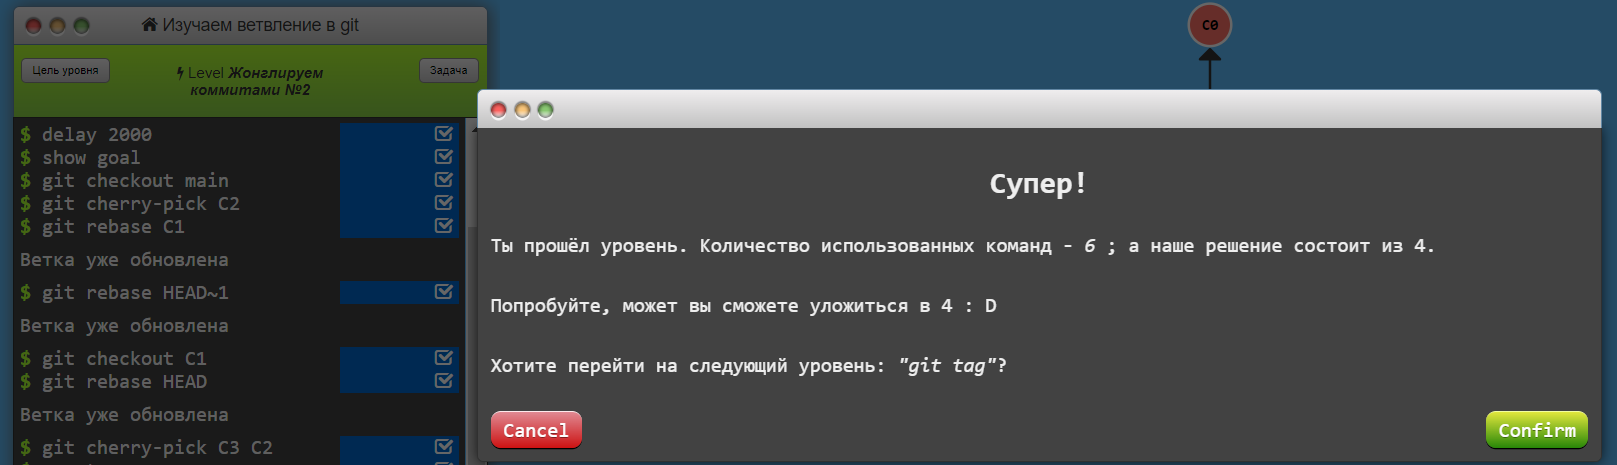 Изучаем ветвление в git
Цель уровня
Level Жонглируем
коммитами №2
Задача
$ delay 2000
$ show goal
$ git checkout main
$ git cherry-pick C2
$ git rebase C1
Ветка уже обновлена
$ git rebase HEAD~1
Ветка уже обновлена
$ git checkout C1
$ git rebase HEAD
Ветка уже обновлена
$ git cherry-pick C3 C2
C0
Супер!
Ты прошёл уровень. Количество использованных команд - 6 ; а наше решение состоит из 4.
Попробуйте, может вы сможете уложиться в 4 : D
Хотите перейти на следующий уровень: "git tag"?
Cancel
Confirm